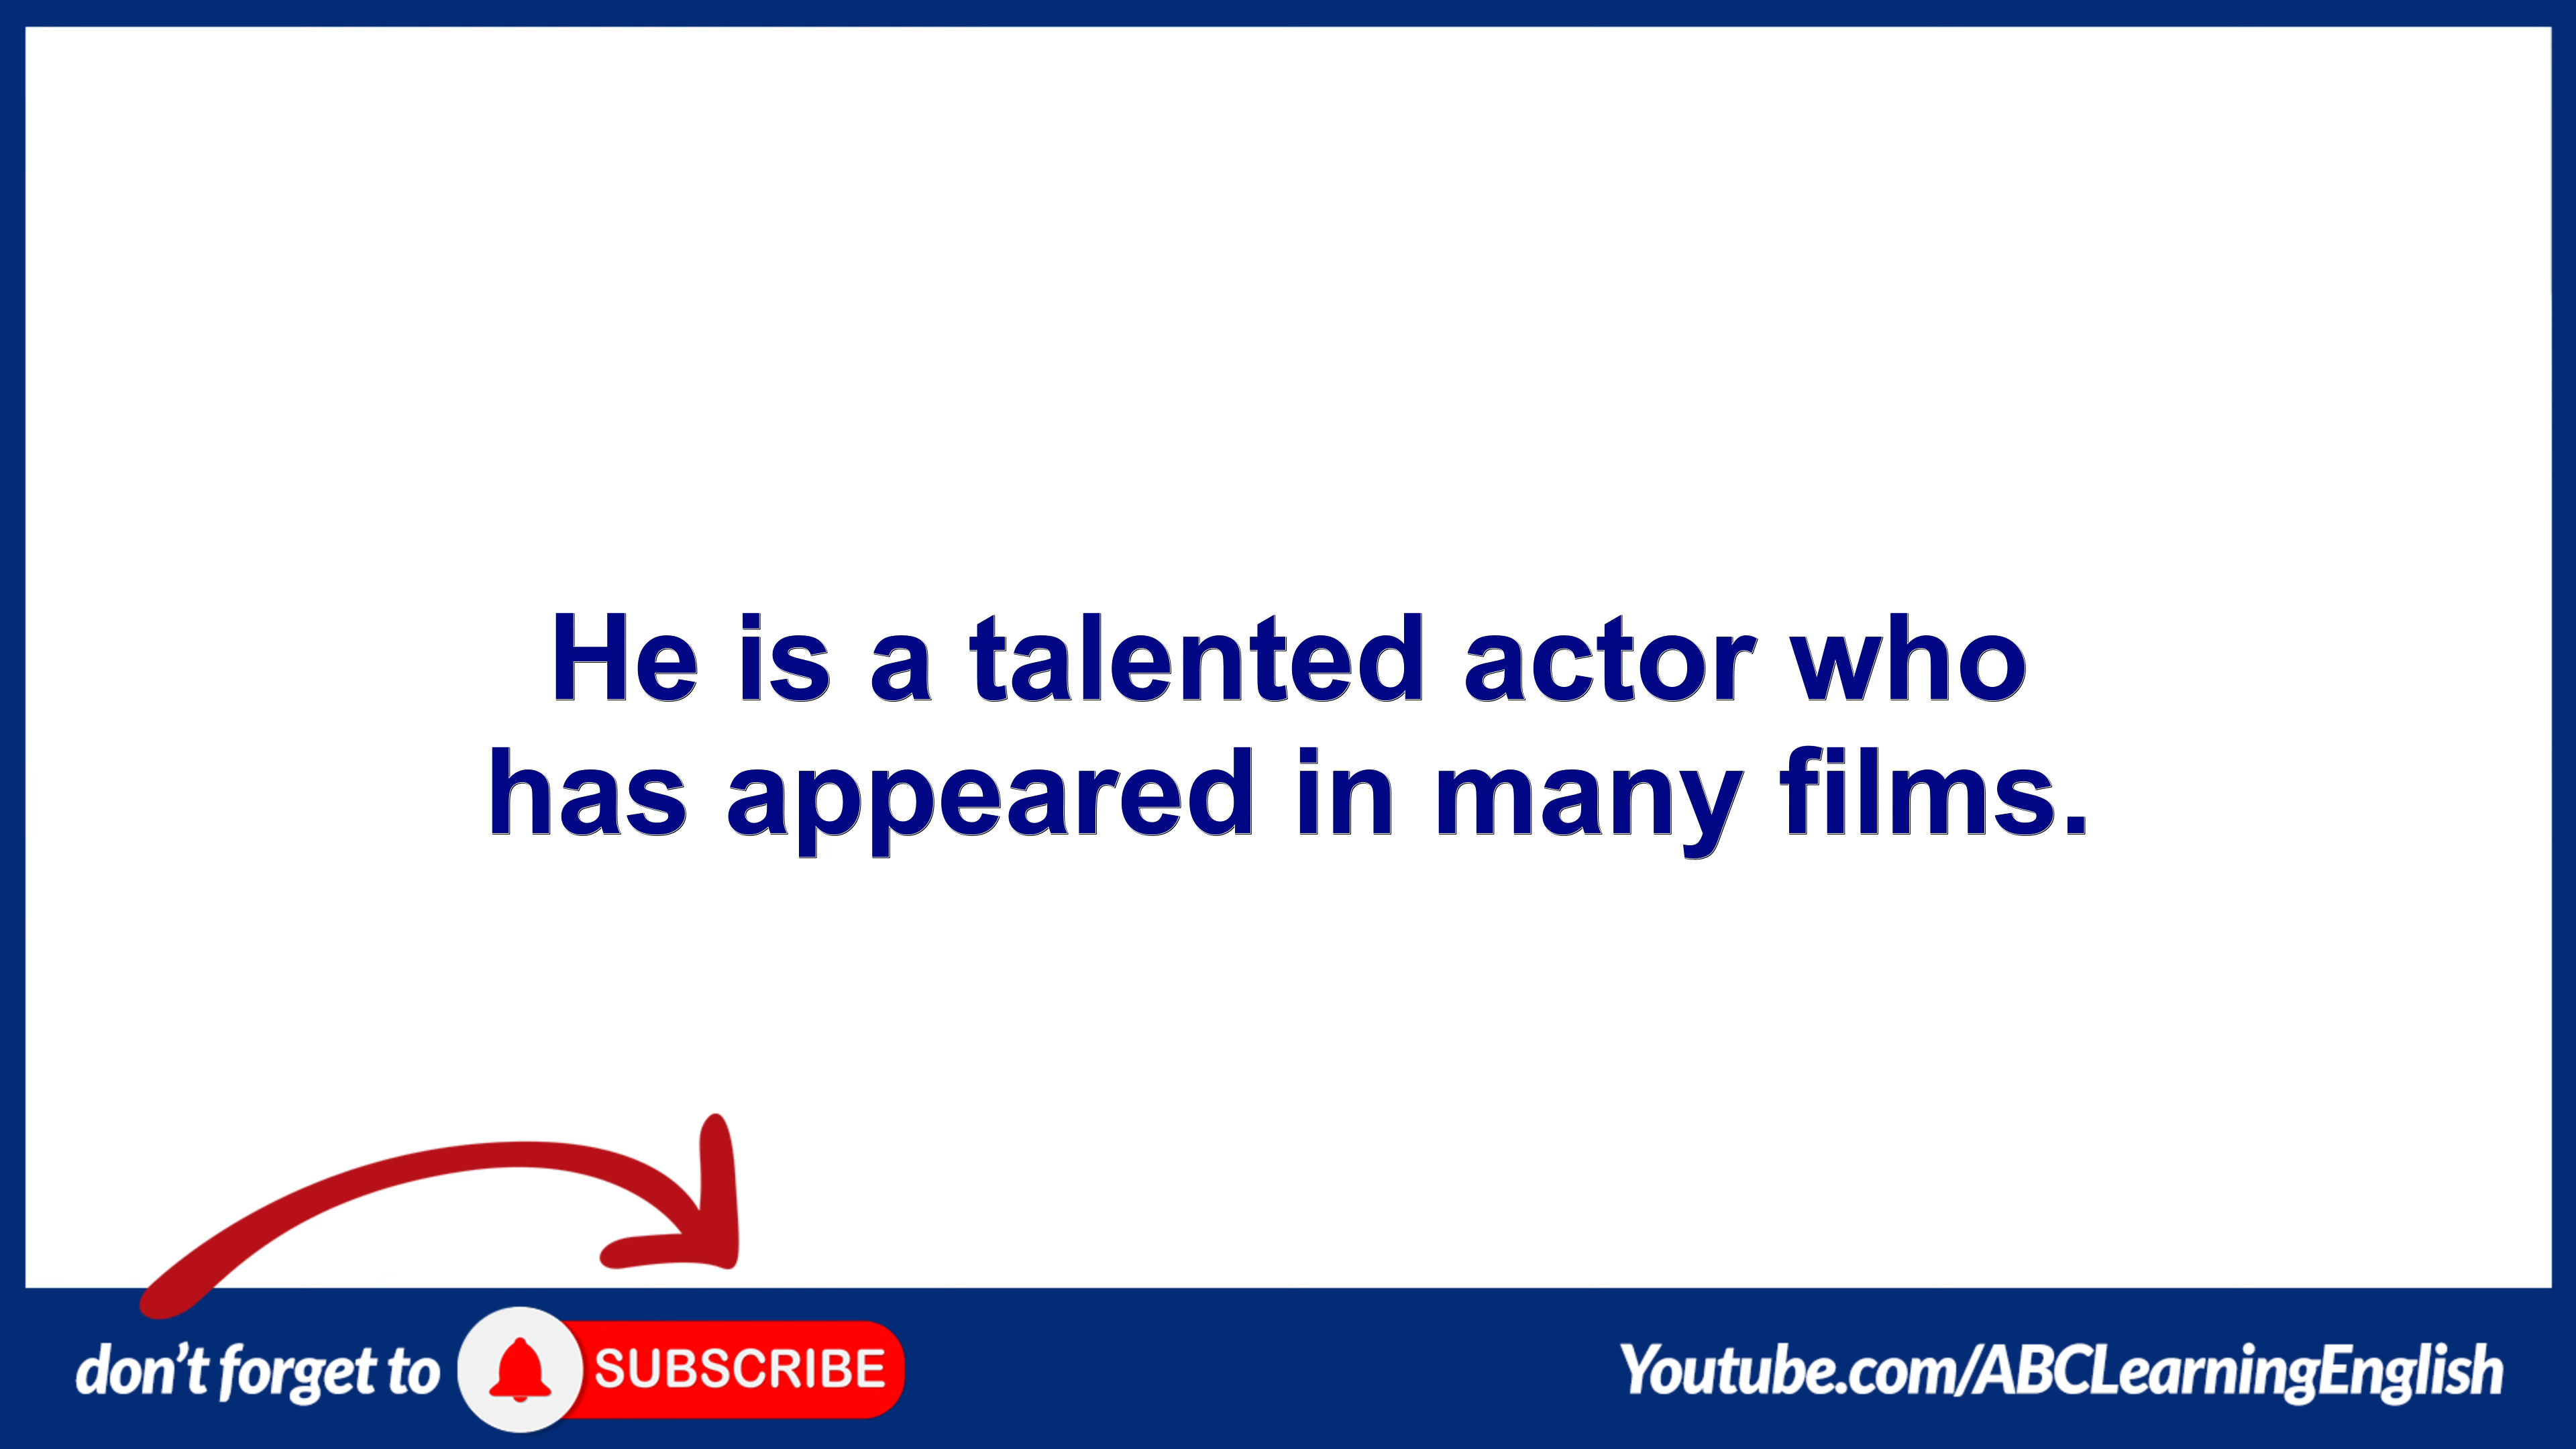 He is a talented actor who
has appeared in many films.
don't forget to SUBSCRIBE
Youtube.com/ABCLearningEnglish